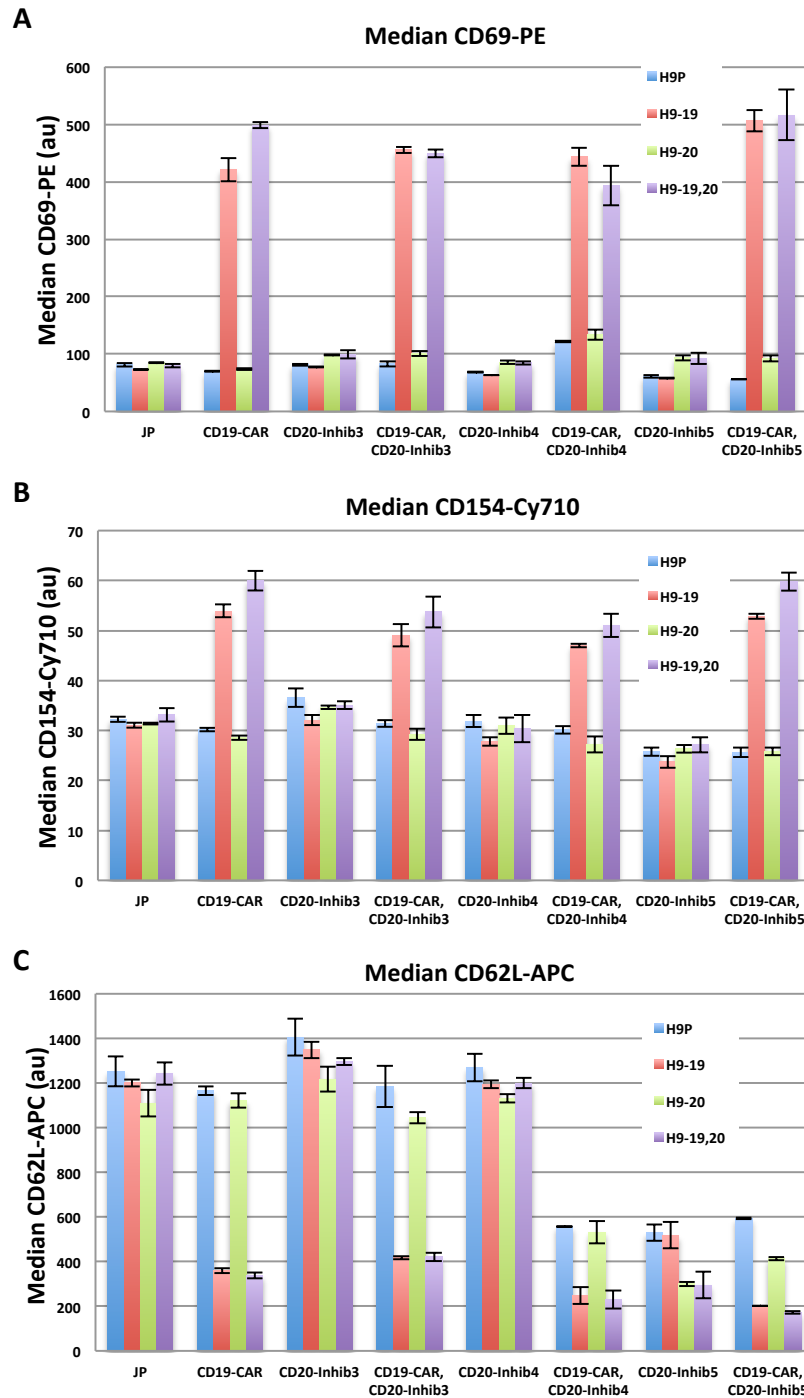 A
Median CD69-PE
Median CD69-PE (au)
600
500
400
300
200
100
0
H9P
H9-19
H9-20
H9-19,20
JP
CD19-CAR
CD20-Inhib3
CD19-CAR,
CD20-Inhib3
CD20-Inhib4
CD19-CAR,
CD20-Inhib4
CD20-Inhib5
CD19-CAR,
CD20-Inhib5
B
Median CD154-Cy710
Median CD154-Cy710 (au)
70
60
50
40
30
20
10
0
H9P
H9-19
H9-20
H9-19,20
JP
CD19-CAR
CD20-Inhib3
CD19-CAR,
CD20-Inhib3
CD20-Inhib4
CD19-CAR,
CD20-Inhib4
CD20-Inhib5
CD19-CAR,
CD20-Inhib5
C
Median CD62L-APC
Median CD62L-APC (au)
1600
1400
1200
1000
800
600
400
200
0
H9P
H9-19
H9-20
H9-19,20
JP
CD19-CAR
CD20-Inhib3
CD19-CAR,
CD20-Inhib3
CD20-Inhib4
CD19-CAR,
CD20-Inhib4
CD20-Inhib5
CD19-CAR,
CD20-Inhib5